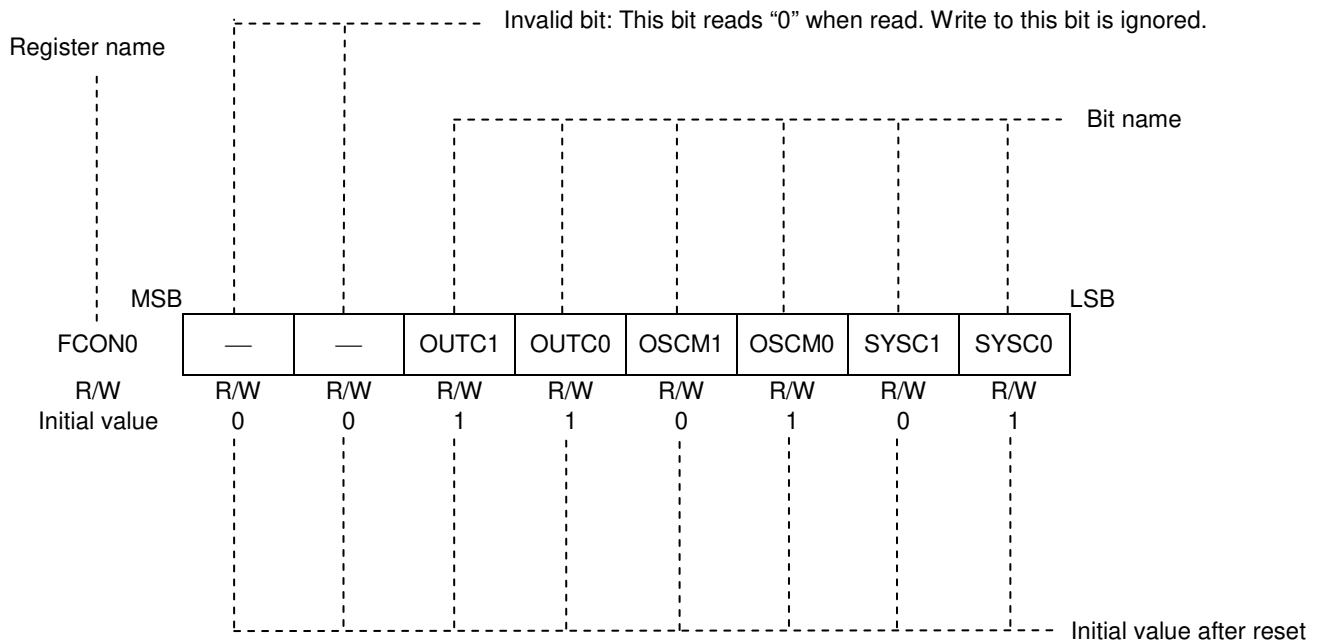 Invalid bit: This bit reads “0” when read. Write to this bit is ignored.
Register name
Bit name
MSB LSB
FCON0 — — OUTC1 OUTC0 OSCM1 OSCM0 SYSC1 SYSC0
R/W R/W R/W R/W R/W R/W R/W R/W R/W
Initial value 0 0 1 1 0 1 0 1
Initial value after reset